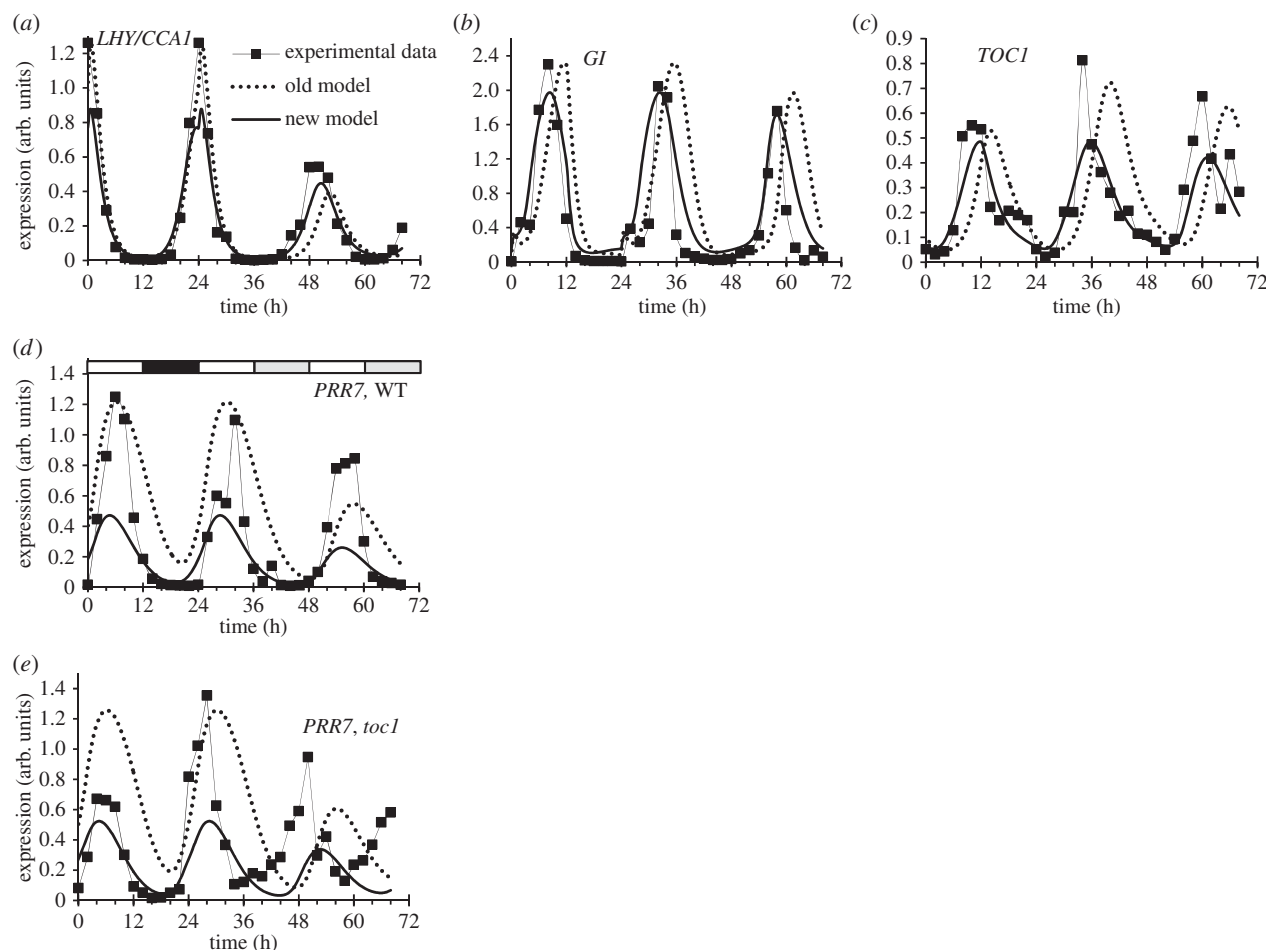 (a)
LHY/CCA1
experimental data
old model
new model
expression (arb. units)
1.2
1.0
0.8
0.6
0.4
0.2
0
0 12 24 36 48 60 72
time (h)
(b)
GI
2.4
1.8
1.2
0.6
0
0 12 24 36 48 60 72
time (h)
(c)
TOC1
0.9
0.8
0.7
0.6
0.5
0.4
0.3
0.2
0.1
0
0 12 24 36 48 60 72
time (h)
(d)
PRR7, WT
expression (arb. units)
1.4
1.2
1.0
0.8
0.6
0.4
0.2
0
0 12 24 36 48 60 72
time (h)
(e)
PRR7, toc1
expression (arb. units)
1.4
1.2
1.0
0.8
0.6
0.4
0.2
0
0 12 24 36 48 60 72
time (h)